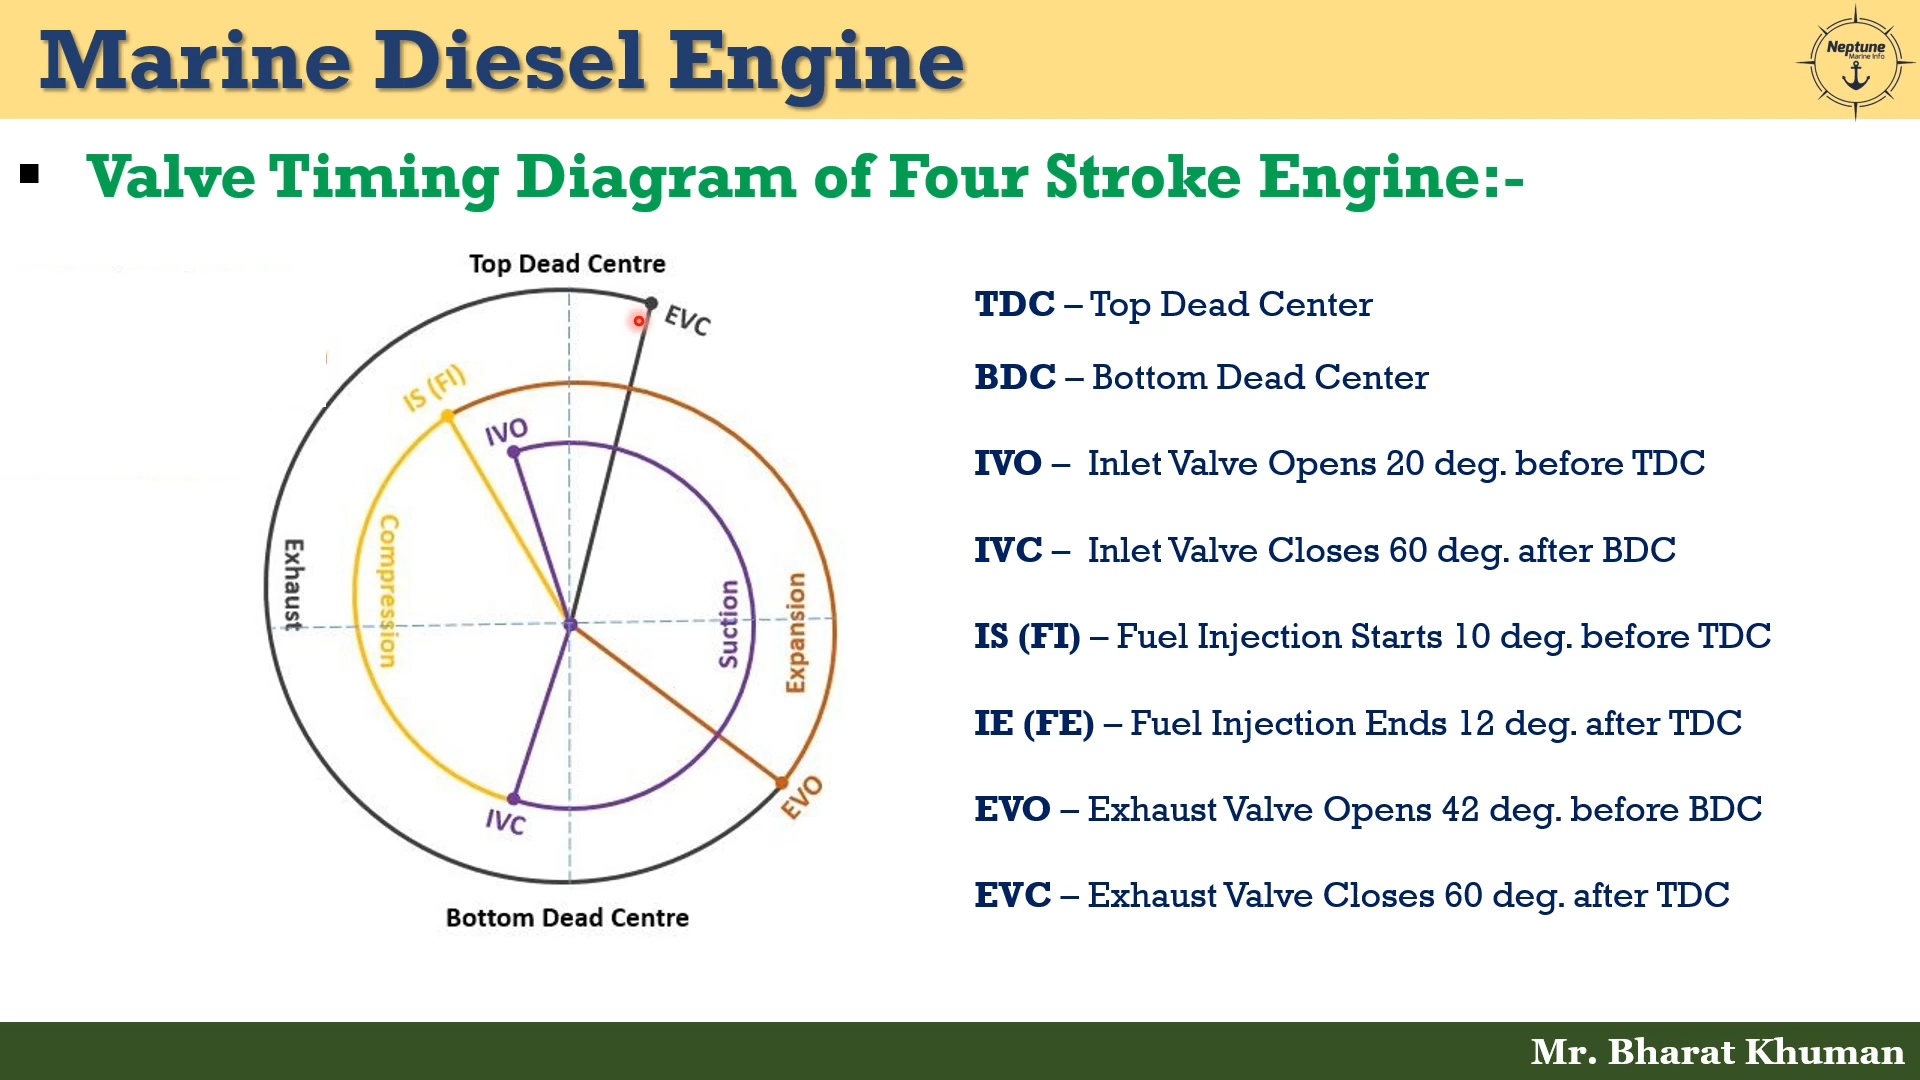 Marine Diesel Engine
Neptune
Marine Info
▪ Valve Timing Diagram of Four Stroke Engine:-
Top Dead Centre
EVC
IS (FI)
IVO
Exhaust
Compression
Suction
Expansion
IVC
EVO
Bottom Dead Centre
TDC – Top Dead Center
BDC – Bottom Dead Center
IVO – Inlet Valve Opens 20 deg. before TDC
IVC – Inlet Valve Closes 60 deg. after BDC
IS (FI) – Fuel Injection Starts 10 deg. before TDC
IE (FE) – Fuel Injection Ends 12 deg. after TDC
EVO – Exhaust Valve Opens 42 deg. before BDC
EVC – Exhaust Valve Closes 60 deg. after TDC
Mr. Bharat Khuman